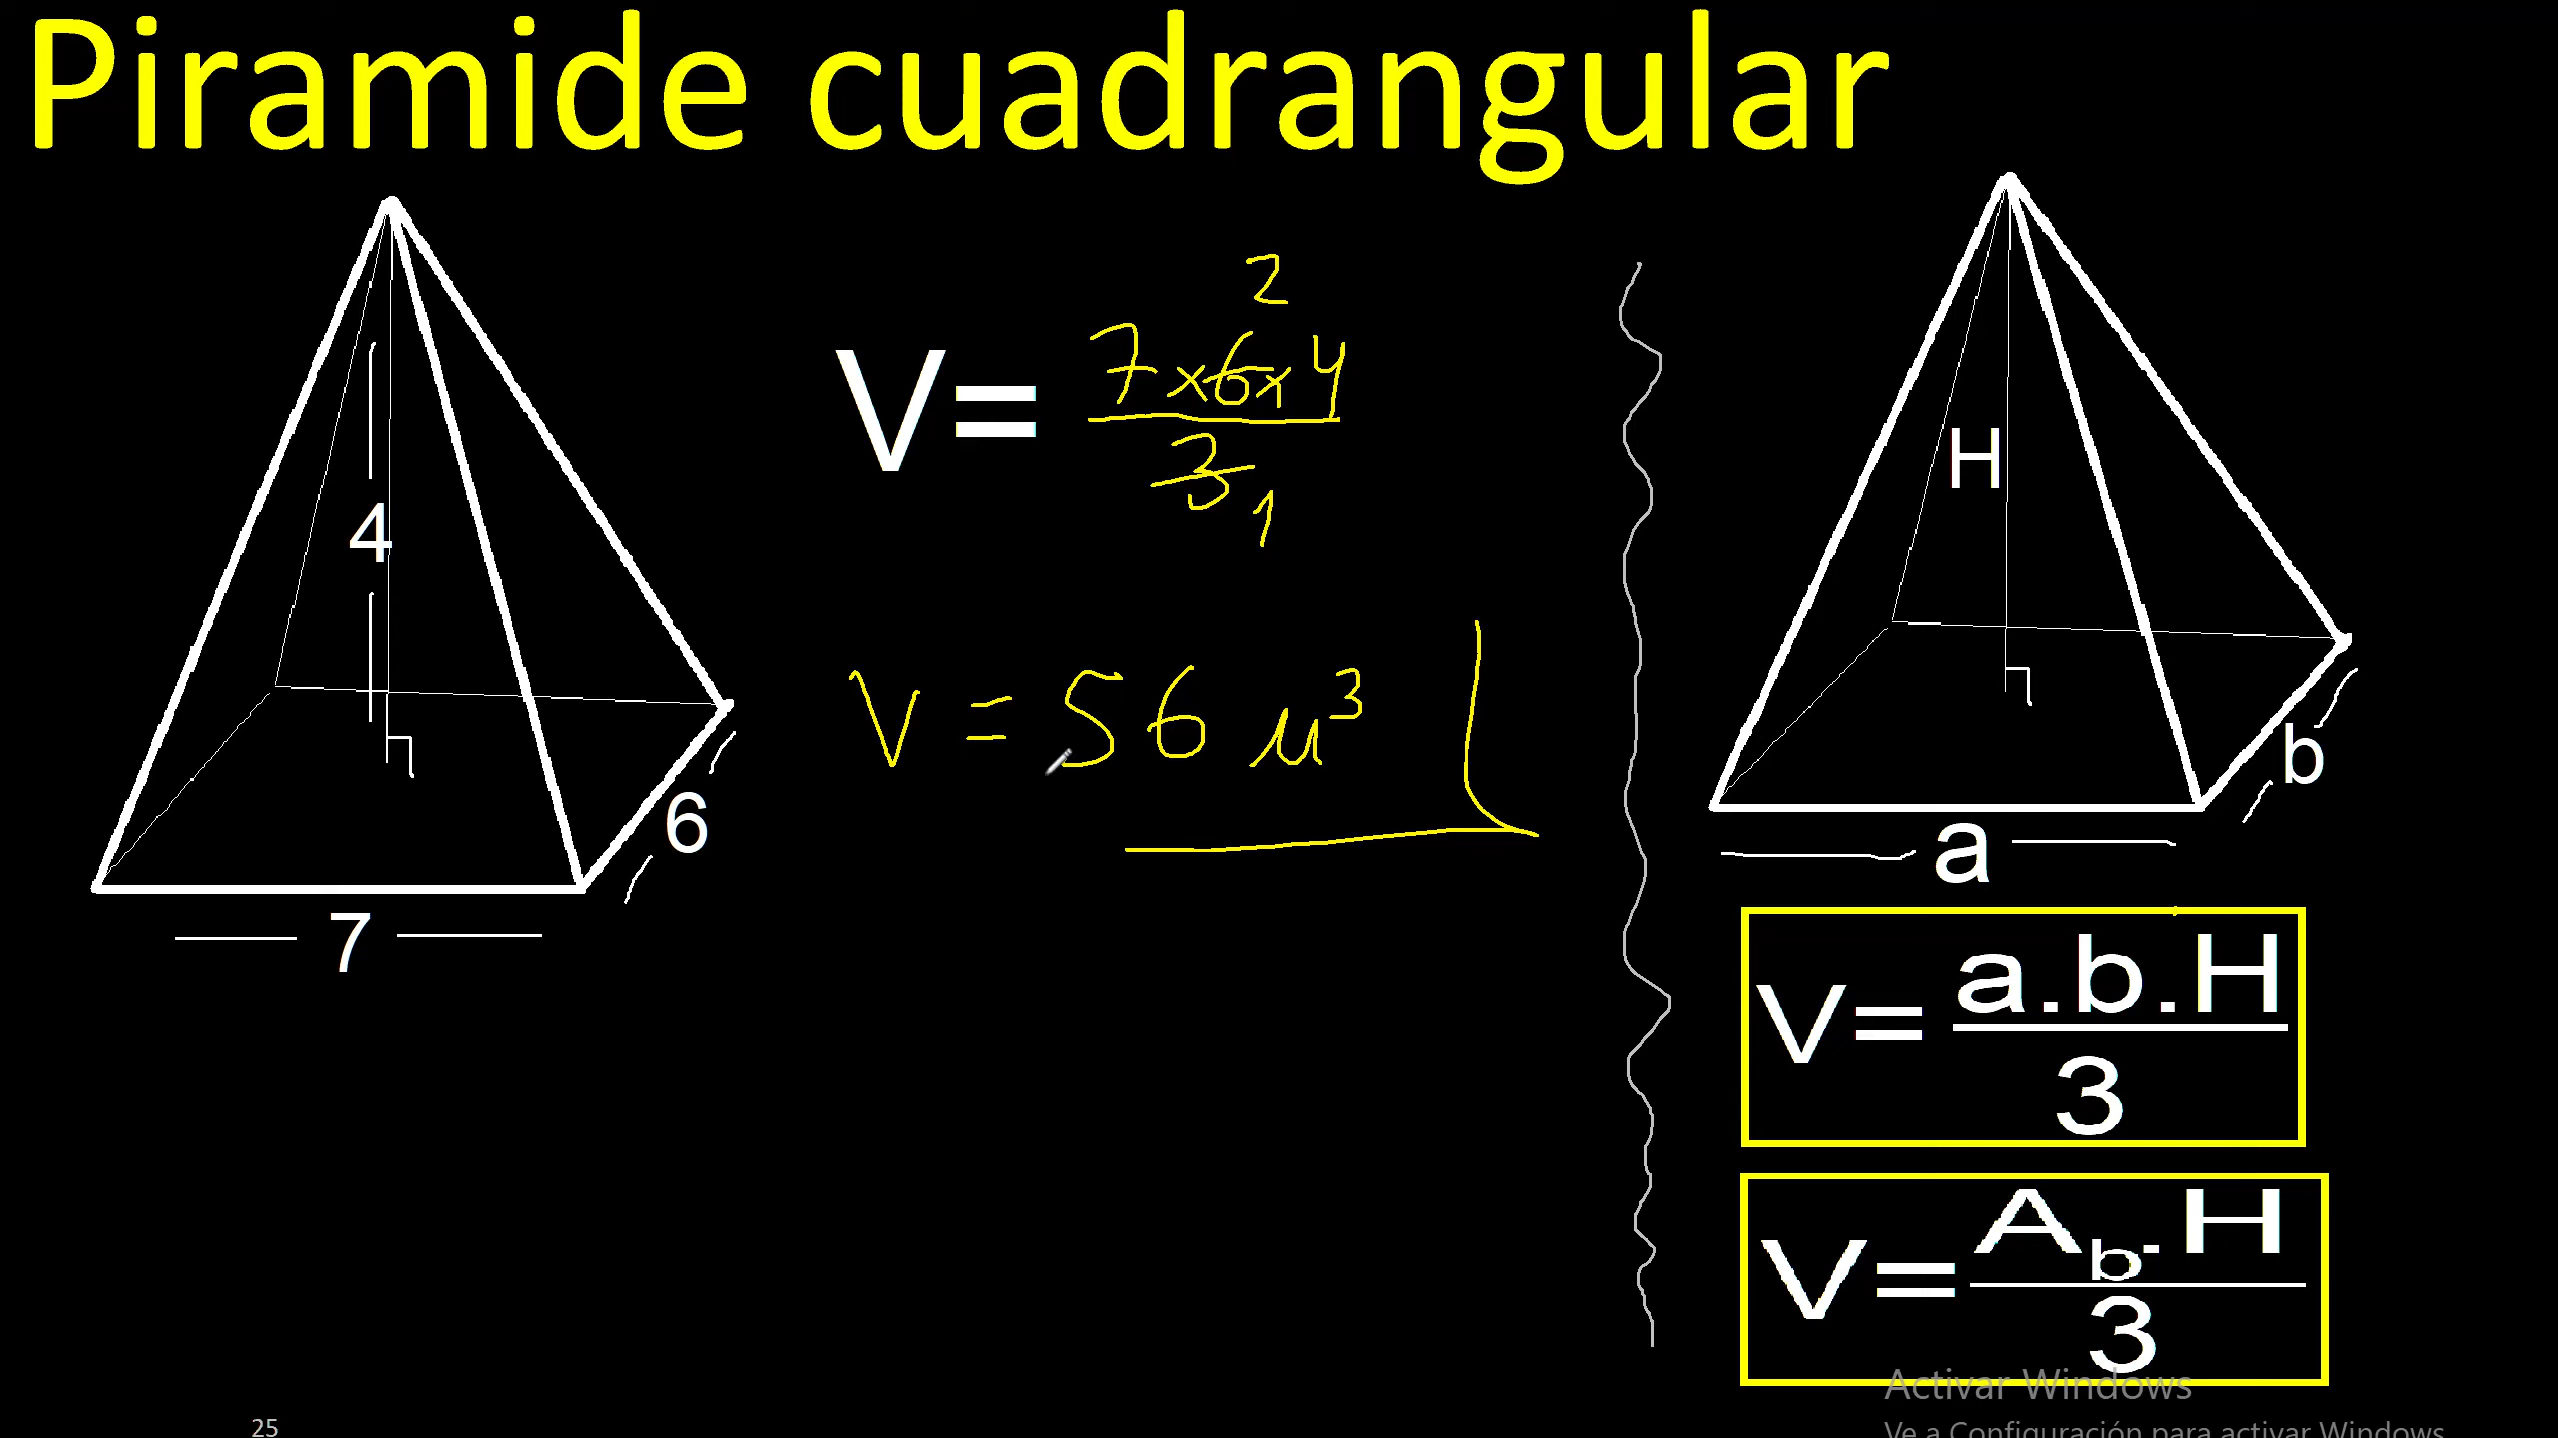 Piramide cuadrangular
4
6
7
2
V= 7x6x4
3
1
V = 56 u³
H
b
a
V= a.b.H
3
V= Ab.H
3
Activar Windows
Ve a Configuración para activar Windows
25